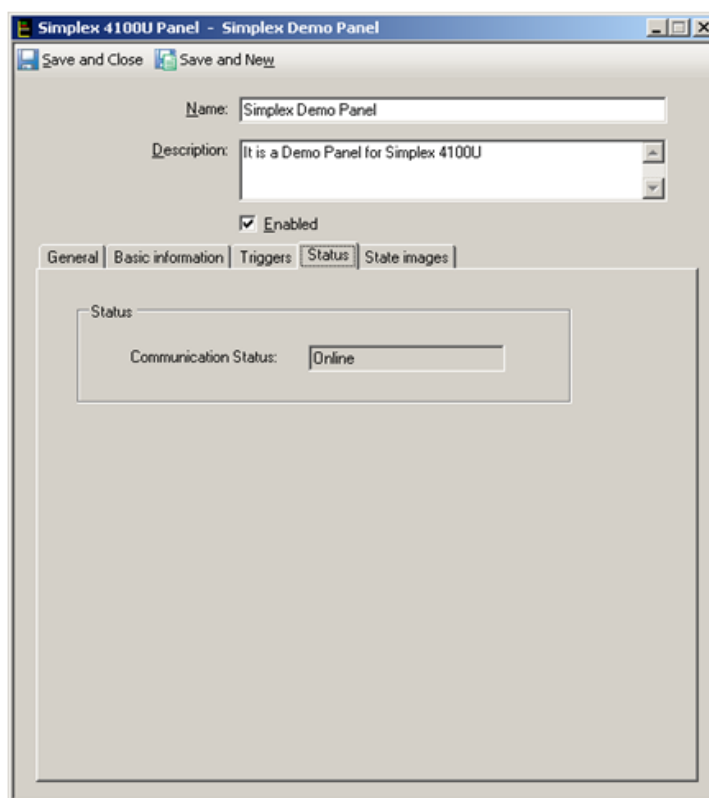 Simplex 4100U Panel - Simplex Demo Panel
Save and Close Save and New
Name: Simplex Demo Panel
Description: It is a Demo Panel for Simplex 4100U
Enabled
General Basic information Triggers Status State images
Status
Communication Status: Online